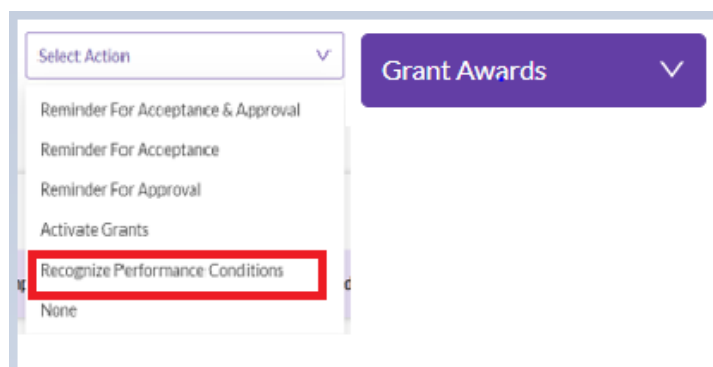 Select Action
Grant Awards
Reminder For Acceptance & Approval
Reminder For Acceptance
Reminder For Approval
Activate Grants
Recognize Performance Conditions
None